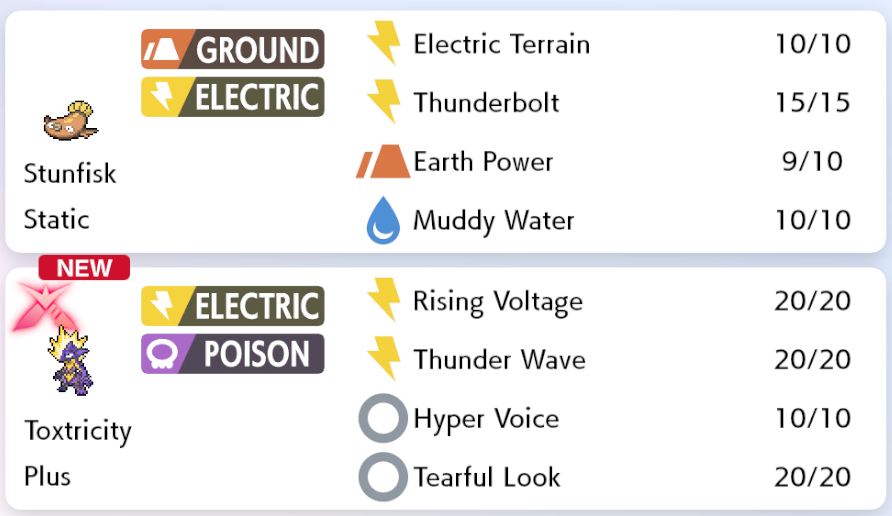 GROUND
ELECTRIC
Stunfisk
Static
Electric Terrain 10/10
Thunderbolt 15/15
Earth Power 9/10
Muddy Water 10/10
NEW
ELECTRIC
POISON
Toxtricity
Plus
Rising Voltage 20/20
Thunder Wave 20/20
Hyper Voice 10/10
Tearful Look 20/20